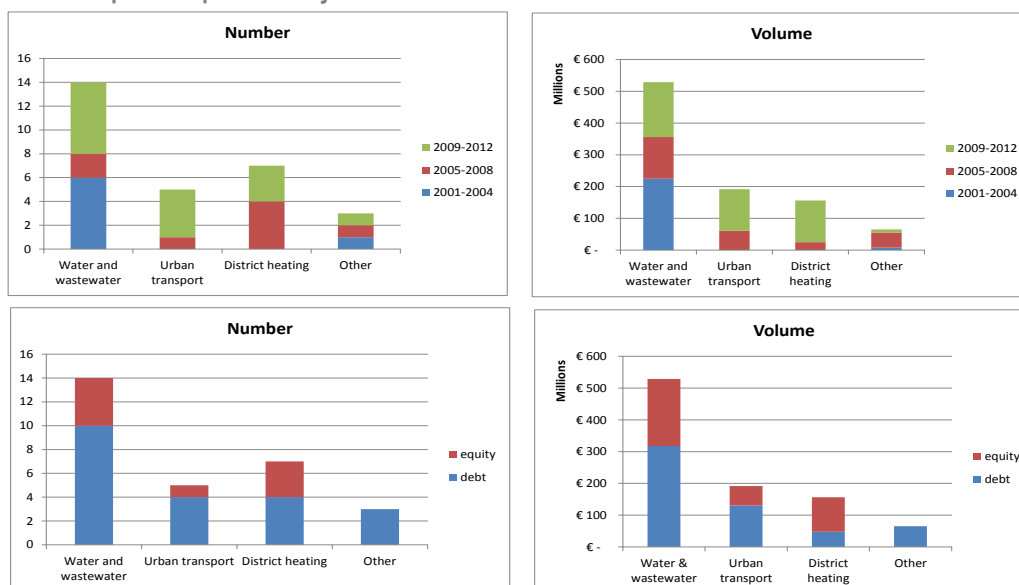 Number
16
14
12
10
8
6
4
2
0
Water and
wastewater
Urban
transport
District heating
Other
2009-2012
2005-2008
2001-2004
Volume
Millions
€ 600
€ 500
€ 400
€ 300
€ 200
€ 100
€ -
Water and
wastewater
Urban
transport
District
heating
Other
2009-2012
2005-2008
2001-2004
Number
16
14
12
10
8
6
4
2
0
Water and
wastewater
Urban transport
District heating
Other
equity
debt
Volume
Millions
€ 600
€ 500
€ 400
€ 300
€ 200
€ 100
€ -
Water &
wastewater
Urban
transport
District
heating
Other
equity
debt